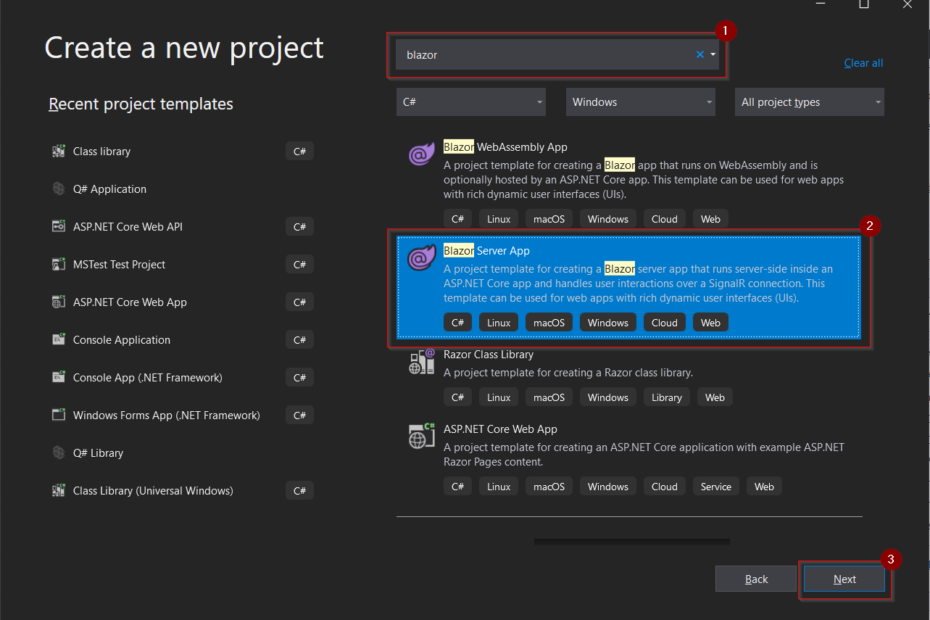 Create a new project
Recent project templates
Class library C#
Q# Application
ASP.NET Core Web API C#
MSTest Test Project C#
ASP.NET Core Web App C#
Console Application C#
Console App (.NET Framework) C#
Windows Forms App (.NET Framework) C#
Q# Library
Class Library (Universal Windows) C#
1
blazor
Clear all
C# Windows All project types
Blazor WebAssembly App
A project template for creating a Blazor app that runs on WebAssembly and is
optionally hosted by an ASP.NET Core app. This template can be used for web apps
with rich dynamic user interfaces (UIs).
C# Linux macOS Windows Cloud Web
2
Blazor Server App
A project template for creating a Blazor server app that runs server-side inside an
ASP.NET Core app and handles user interactions over a SignalR connection. This
template can be used for web apps with rich dynamic user interfaces (UIs).
C# Linux macOS Windows Cloud Web
Razor Class Library
A project template for creating a Razor class library.
C# Linux macOS Windows Library Web
ASP.NET Core Web App
A project template for creating an ASP.NET Core application with example ASP.NET
Razor Pages content.
C# Linux macOS Windows Cloud Service Web
3
Back Next